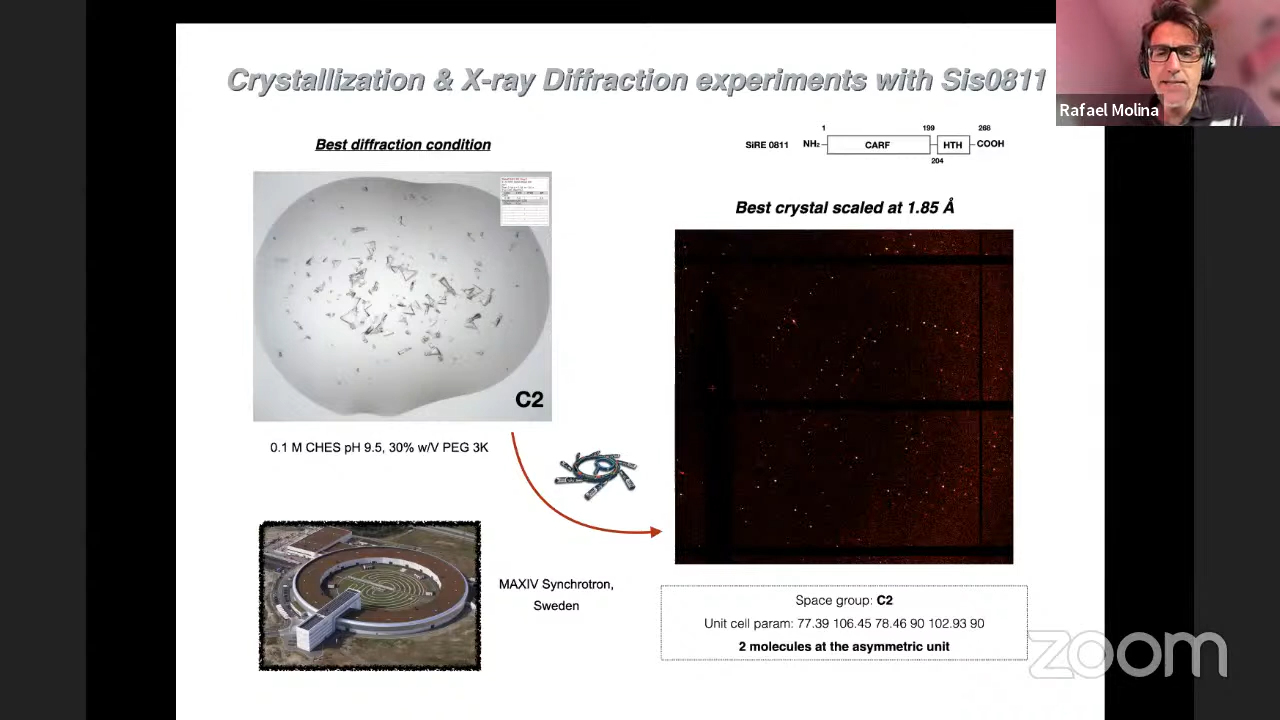 Crystallization & X-ray Diffraction experiments with Sis0811
Rafael Molina
Best diffraction condition
1 199 268
SiRE 0811 NH2 CARF HTH COOH
204
Best crystal scaled at 1.85 Å
C2
0.1 M CHES pH 9.5, 30% w/V PEG 3K
MAXIV Synchrotron,
Sweden
Space group: C2
Unit cell param: 77.39 106.45 78.46 90 102.93 90
2 molecules at the asymmetric unit
zoom